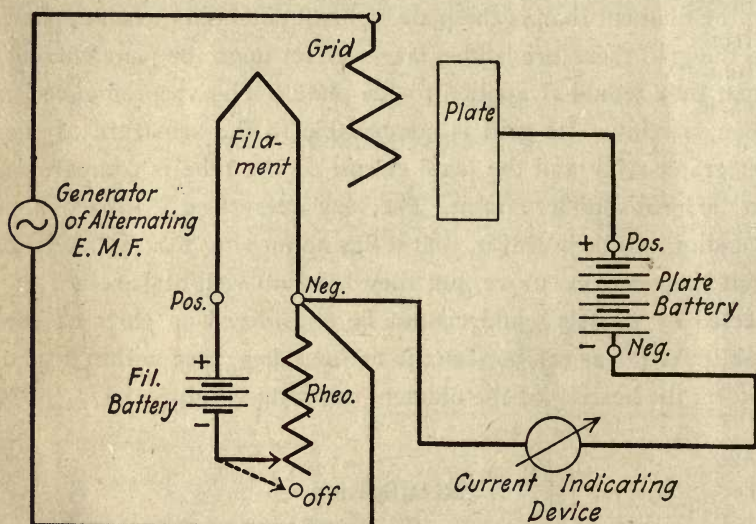 Grid
Plate
Fila-
ment
Generator
of Alternating
E. M. F.
Pos.
Neg.
+ Pos.
Plate
Battery
- Neg.
+
Fil.
Battery
-
Rheo.
off
Current Indicating
Device